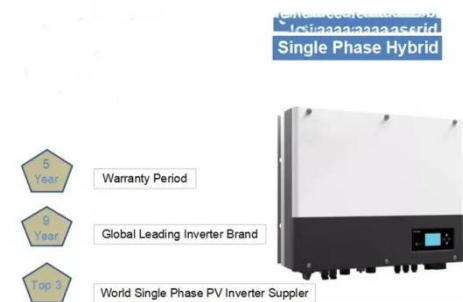 Single Phase Hybrid
5
Year
Warranty Period
9
Year
Global Leading Inverter Brand
Top 3
World Single Phase PV Inverter Suppler